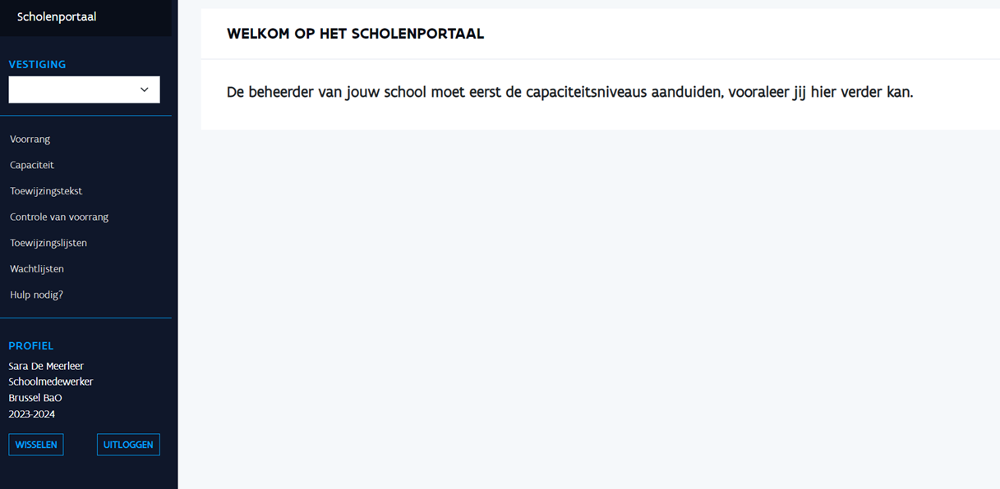 Scholenportaal
VESTIGING
Voorrang
Capaciteit
Toewijzingstekst
Controle van voorrang
Toewijzingslijsten
Wachtlijsten
Hulp nodig?
PROFIEL
Sara De Meerleer
Schoolmedewerker
Brussel BaO
2023-2024
WISSELEN
UITLOGGEN
WELKOM OP HET SCHOLENPORTAAL
De beheerder van jouw school moet eerst de capaciteitsniveaus aanduiden, vooraleer jij hier verder kan.